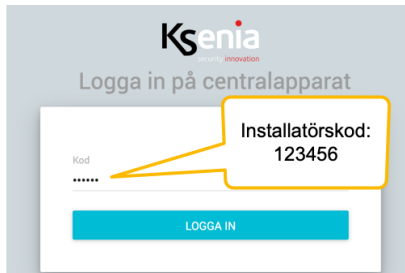 Ksenia
security innovation
Logga in på centralapparat
Installatörskod:
123456
Kod
••••••
LOGGA IN